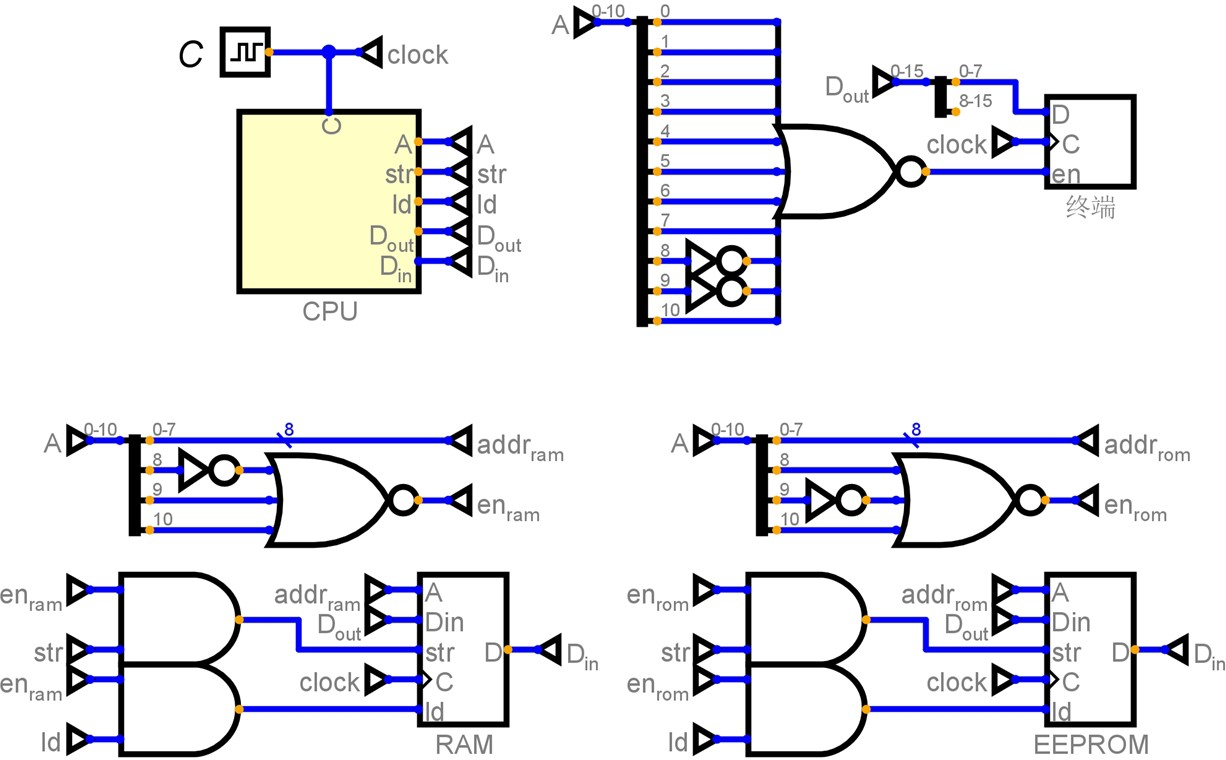 C
clock
C
A
str
ld
Dout
Din
A
str
ld
Dout
Din
CPU
A
0-10
0
1
2
3
4
5
6
7
8
9
10
Dout
0-15
0-7
8-15
clock
D
C
en
终端
A
0-10
0-7
8
8
9
10
addrram
enram
A
0-10
0-7
8
8
9
10
addrrom
enrom
enram
str
enram
ld
addrram
Dout
clock
A
Din
str
C
ld
D
Din
RAM
enrom
str
enrom
ld
addrrom
Dout
clock
A
Din
str
C
ld
D
Din
EEPROM